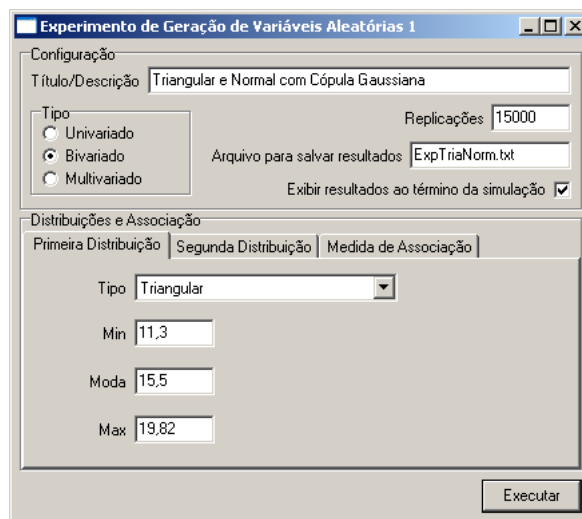 Experimento de Geração de Variáveis Aleatórias 1
Configuração
Título/Descrição Triangular e Normal com Cópula Gaussiana
Tipo
Univariado
Bivariado
Multivariado
Replicações 15000
Arquivo para salvar resultados ExpTriaNorm.txt
Exibir resultados ao término da simulação
Distribuições e Associação
Primeira Distribuição Segunda Distribuição Medida de Associação
Tipo Triangular
Min 11,3
Moda 15,5
Max 19,82
Executar